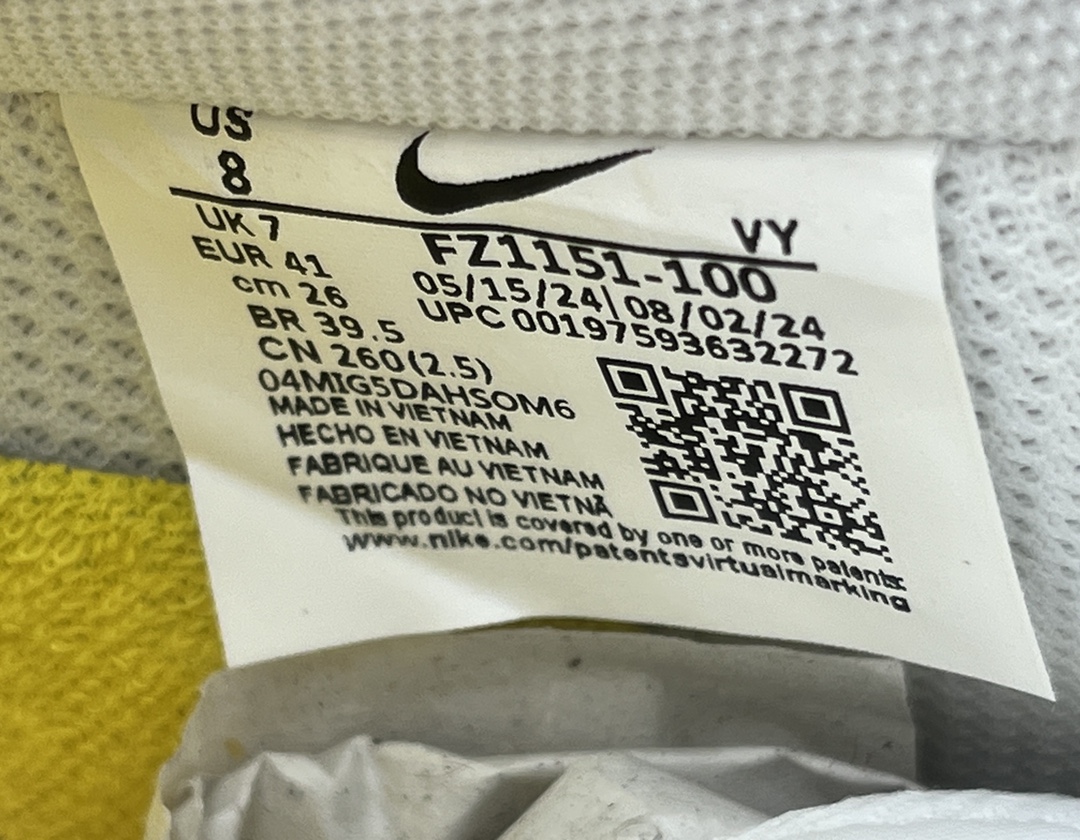 US
8
VY
UK 7
FZ1151-100
EUR 41
05/15/24|08/02/24
cm 26
UPC 00197593632272
BR 39.5
CN 260(2.5)
04MIG5DAHSOM6
MADE IN VIETNAM
HECHO EN VIETNAM
FABRIQUE AU VIETNAM
FABRICADO NO VIETNÃ
This product is covered by one or more patents:
www.nike.com/patentsvirtualmarking